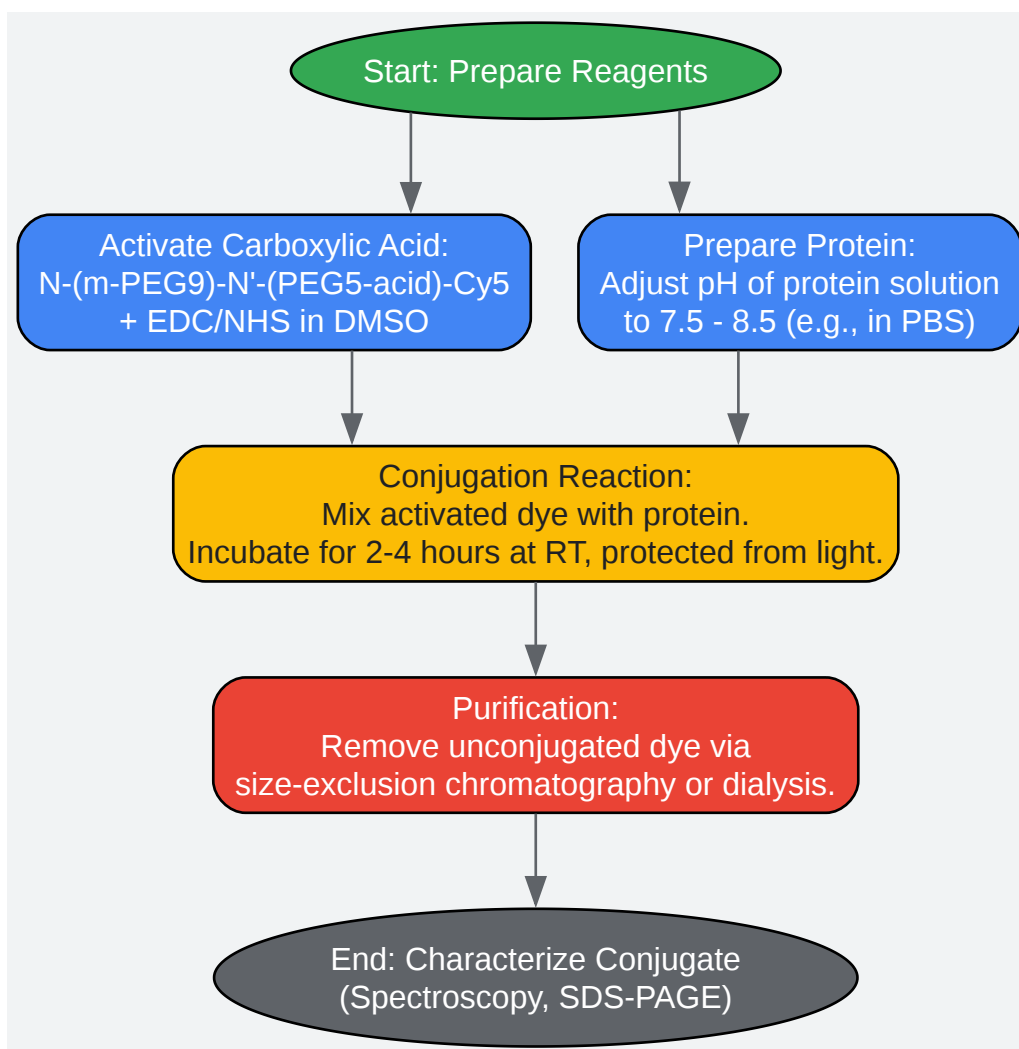 Start: Prepare Reagents
Activate Carboxylic Acid:
N-(m-PEG9)-N'-(PEG5-acid)-Cy5
+ EDC/NHS in DMSO
Prepare Protein:
Adjust pH of protein solution
to 7.5 - 8.5 (e.g., in PBS)
Conjugation Reaction:
Mix activated dye with protein.
Incubate for 2-4 hours at RT, protected from light.
Purification:
Remove unconjugated dye via
size-exclusion chromatography or dialysis.
End: Characterize Conjugate
(Spectroscopy, SDS-PAGE)